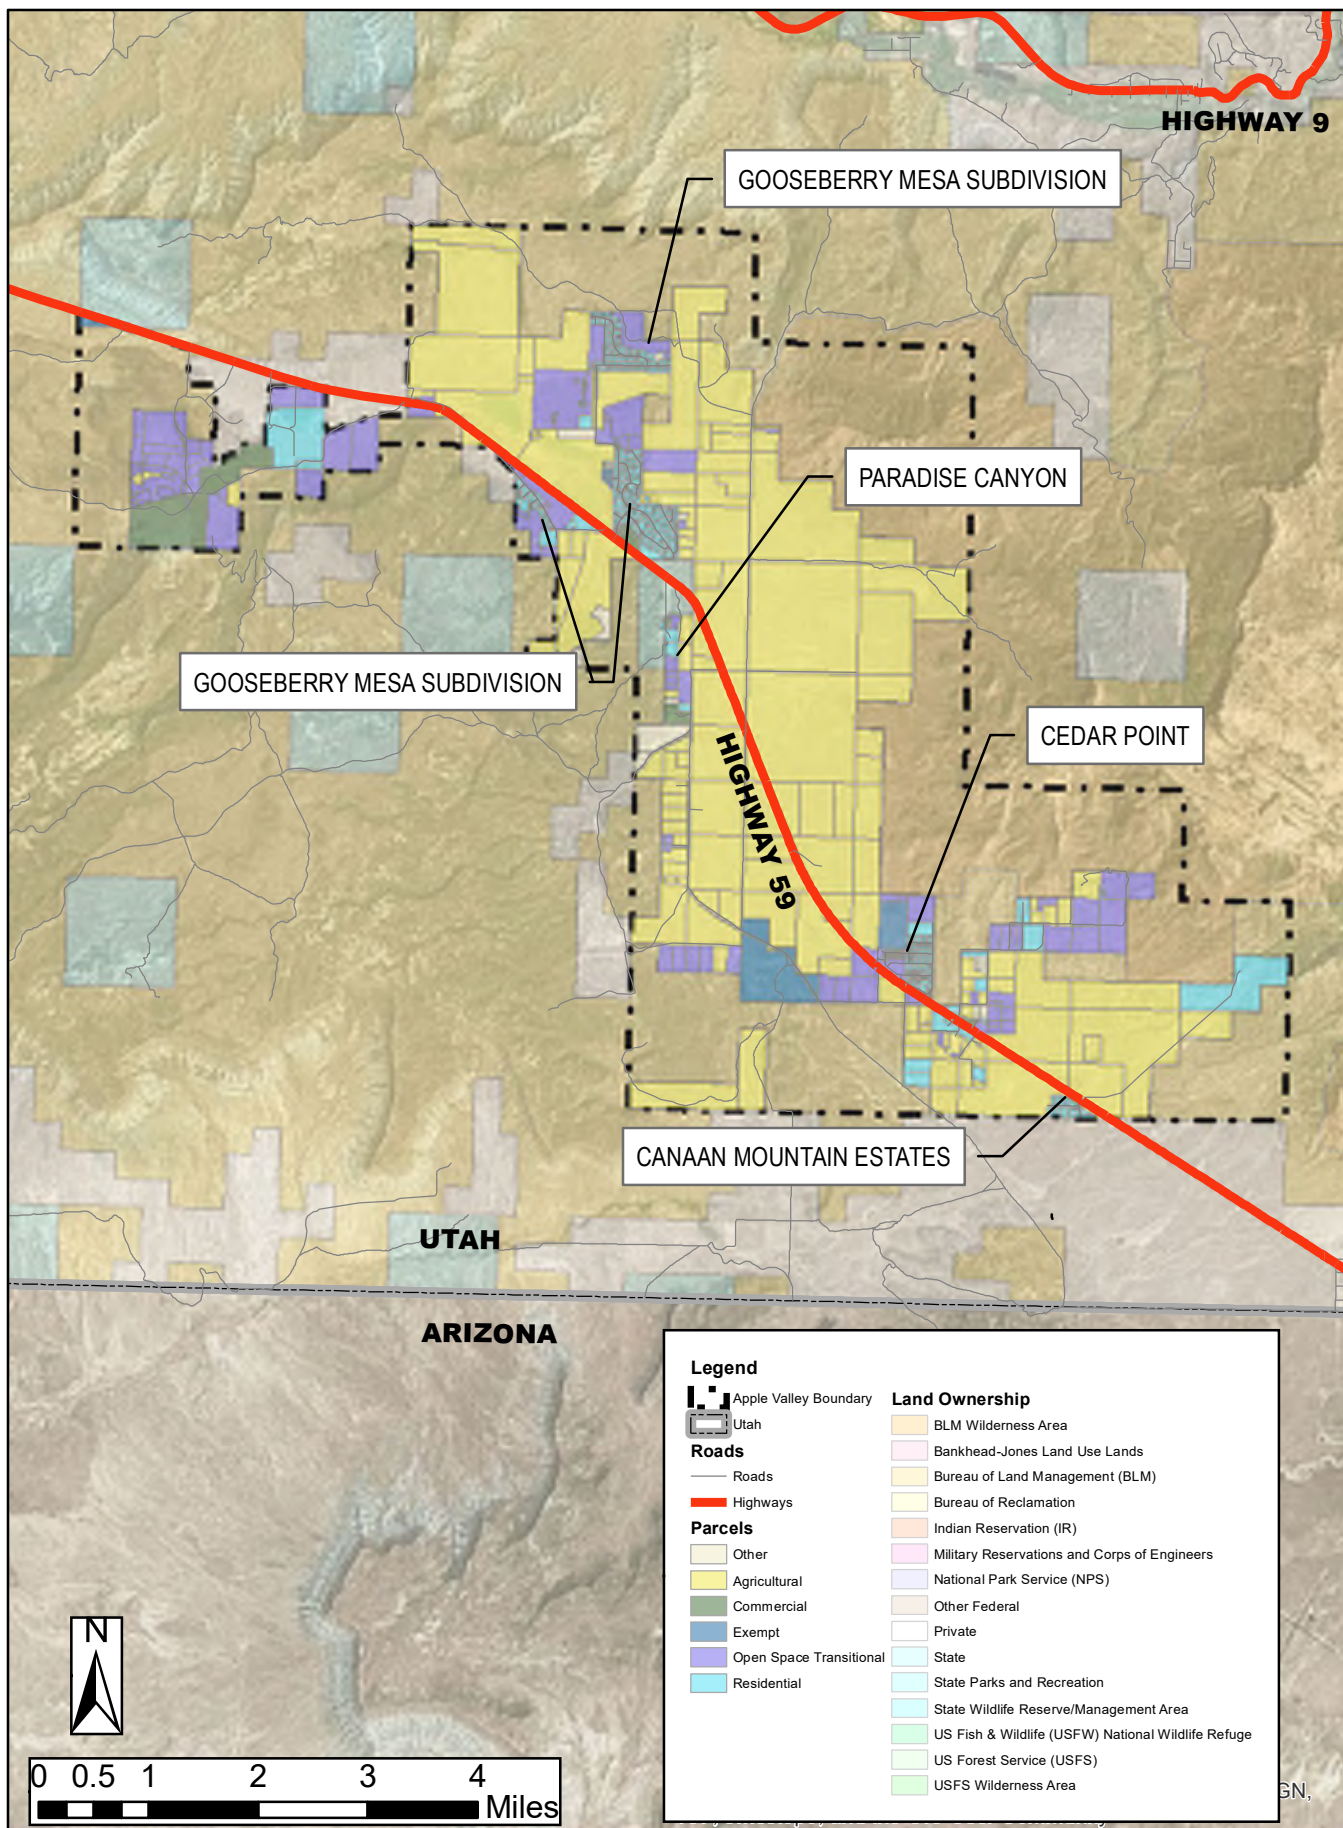 HIGHWAY 9
GOOSEBERRY MESA SUBDIVISION
PARADISE CANYON
GOOSEBERRY MESA SUBDIVISION
CEDAR POINT
HIGHWAY 59
CANAAN MOUNTAIN ESTATES
UTAH
ARIZONA
Legend
Apple Valley Boundary
Utah
Roads
Roads
Highways
Parcels
Other
Agricultural
Commercial
Exempt
Open Space Transitional
Residential
Land Ownership
BLM Wilderness Area
Bankhead-Jones Land Use Lands
Bureau of Land Management (BLM)
Bureau of Reclamation
Indian Reservation (IR)
Military Reservations and Corps of Engineers
National Park Service (NPS)
Other Federal
Private
State
State Parks and Recreation
State Wildlife Reserve/Management Area
US Fish & Wildlife (USFW) National Wildlife Refuge
US Forest Service (USFS)
USFS Wilderness Area
N
0 0.5 1 2 3 4
Miles
GN,